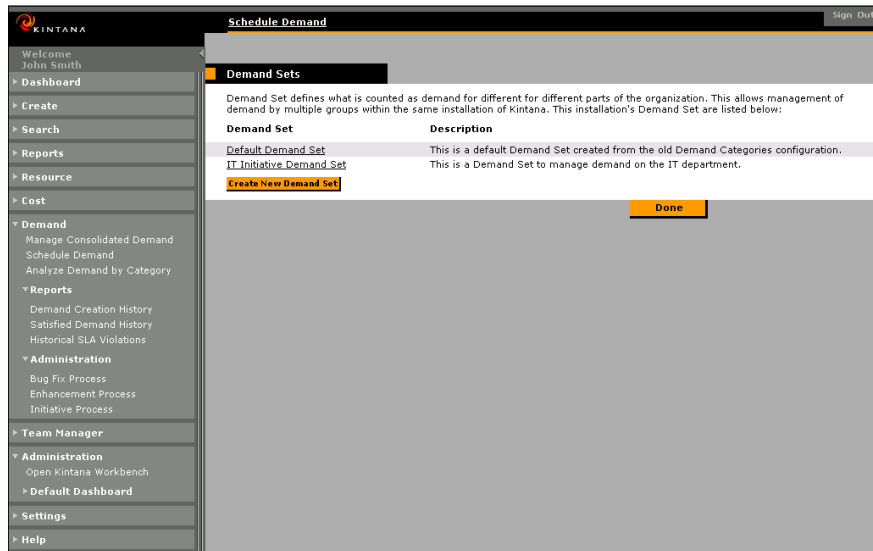 KINTANA
Schedule Demand
Sign Out
Welcome
John Smith
Dashboard
Create
Search
Reports
Resource
Cost
Demand
Manage Consolidated Demand
Schedule Demand
Analyze Demand by Category
Reports
Demand Creation History
Satisfied Demand History
Historical SLA Violations
Administration
Bug Fix Process
Enhancement Process
Initiative Process
Team Manager
Administration
Open Kintana Workbench
Default Dashboard
Settings
Help
Demand Sets
Demand Set defines what is counted as demand for different for different parts of the organization. This allows management of
demand by multiple groups within the same installation of Kintana. This installation's Demand Set are listed below:
Demand Set Description
Default Demand Set This is a default Demand Set created from the old Demand Categories configuration.
IT Initiative Demand Set This is a Demand Set to manage demand on the IT department.
Create New Demand Set
Done